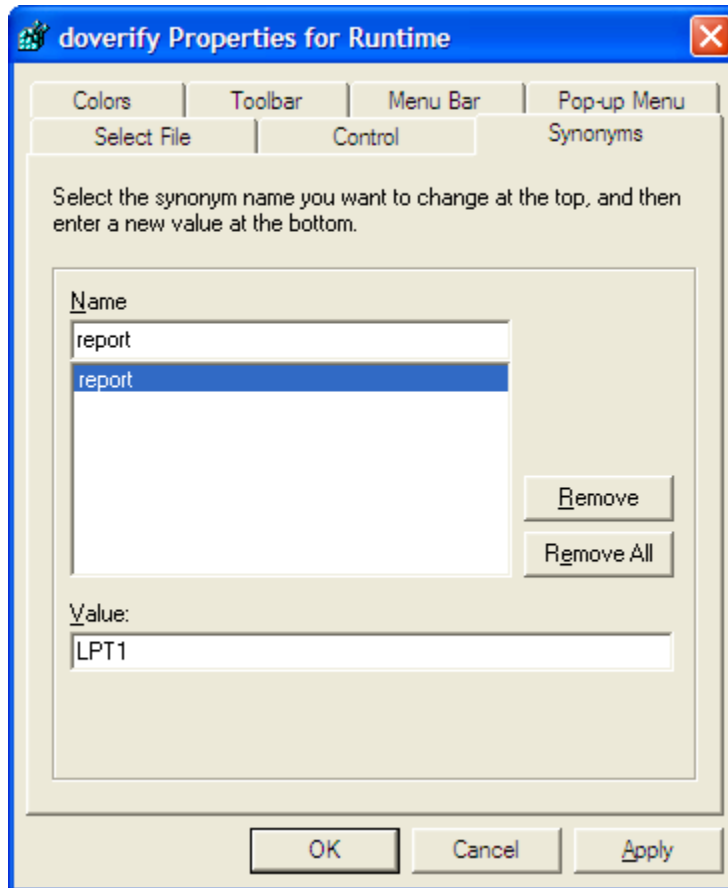 doverify Properties for Runtime
Colors Toolbar Menu Bar Pop-up Menu
Select File Control Synonyms
Select the synonym name you want to change at the top, and then
enter a new value at the bottom.
Name
report
report
Remove
Remove All
Value:
LPT1
OK Cancel Apply